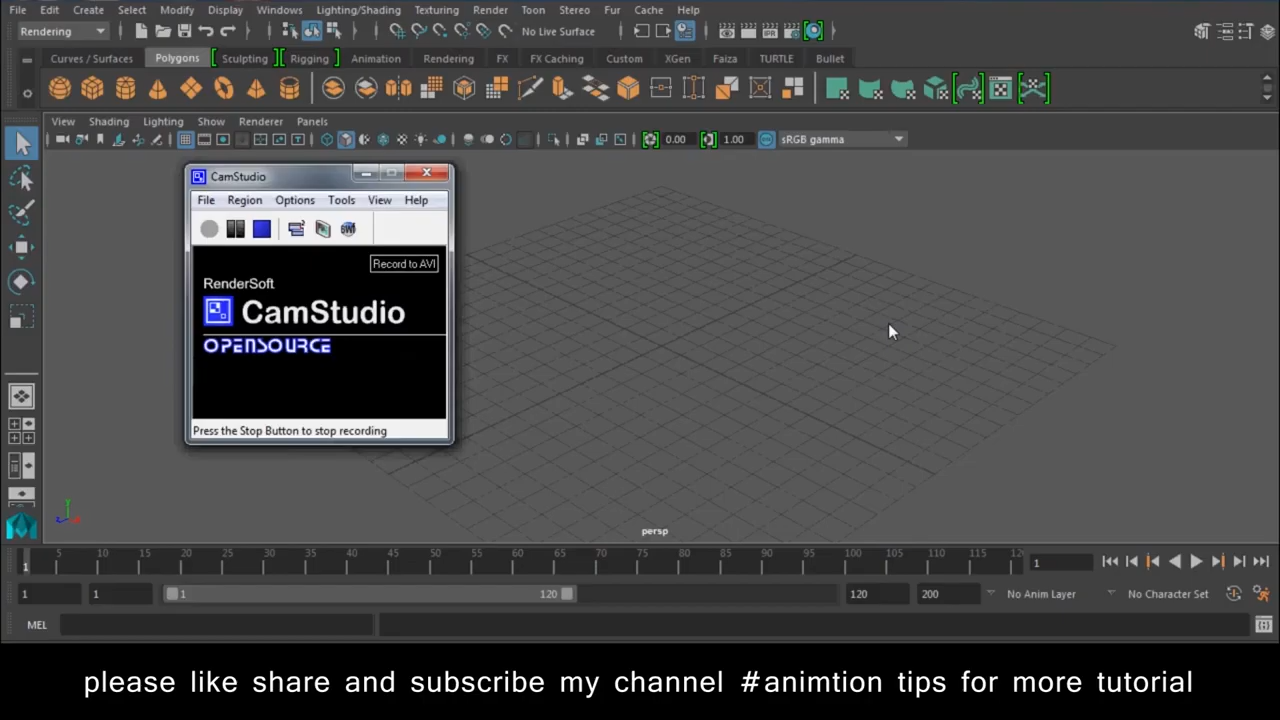 File Edit Create Select Modify Display Windows Lighting/Shading Texturing Render Toon Stereo Fur Cache Help
Rendering No Live Surface
Curves / Surfaces Polygons Sculpting Rigging Animation Rendering FX FX Caching Custom XGen Faiza TURTLE Bullet
View Shading Lighting Show Renderer Panels
0.00 1.00 sRGB gamma
CamStudio
File Region Options Tools View Help
Record to AVI
RenderSoft
CamStudio
OPENSOURCE
Press the Stop Button to stop recording
persp
5 10 15 20 25 30 35 40 45 50 55 60 65 70 75 80 85 90 95 100 105 110 115 12
1 1
1 1 1 120 120 200 No Anim Layer No Character Set
MEL
please like share and subscribe my channel #animtion tips for more tutorial